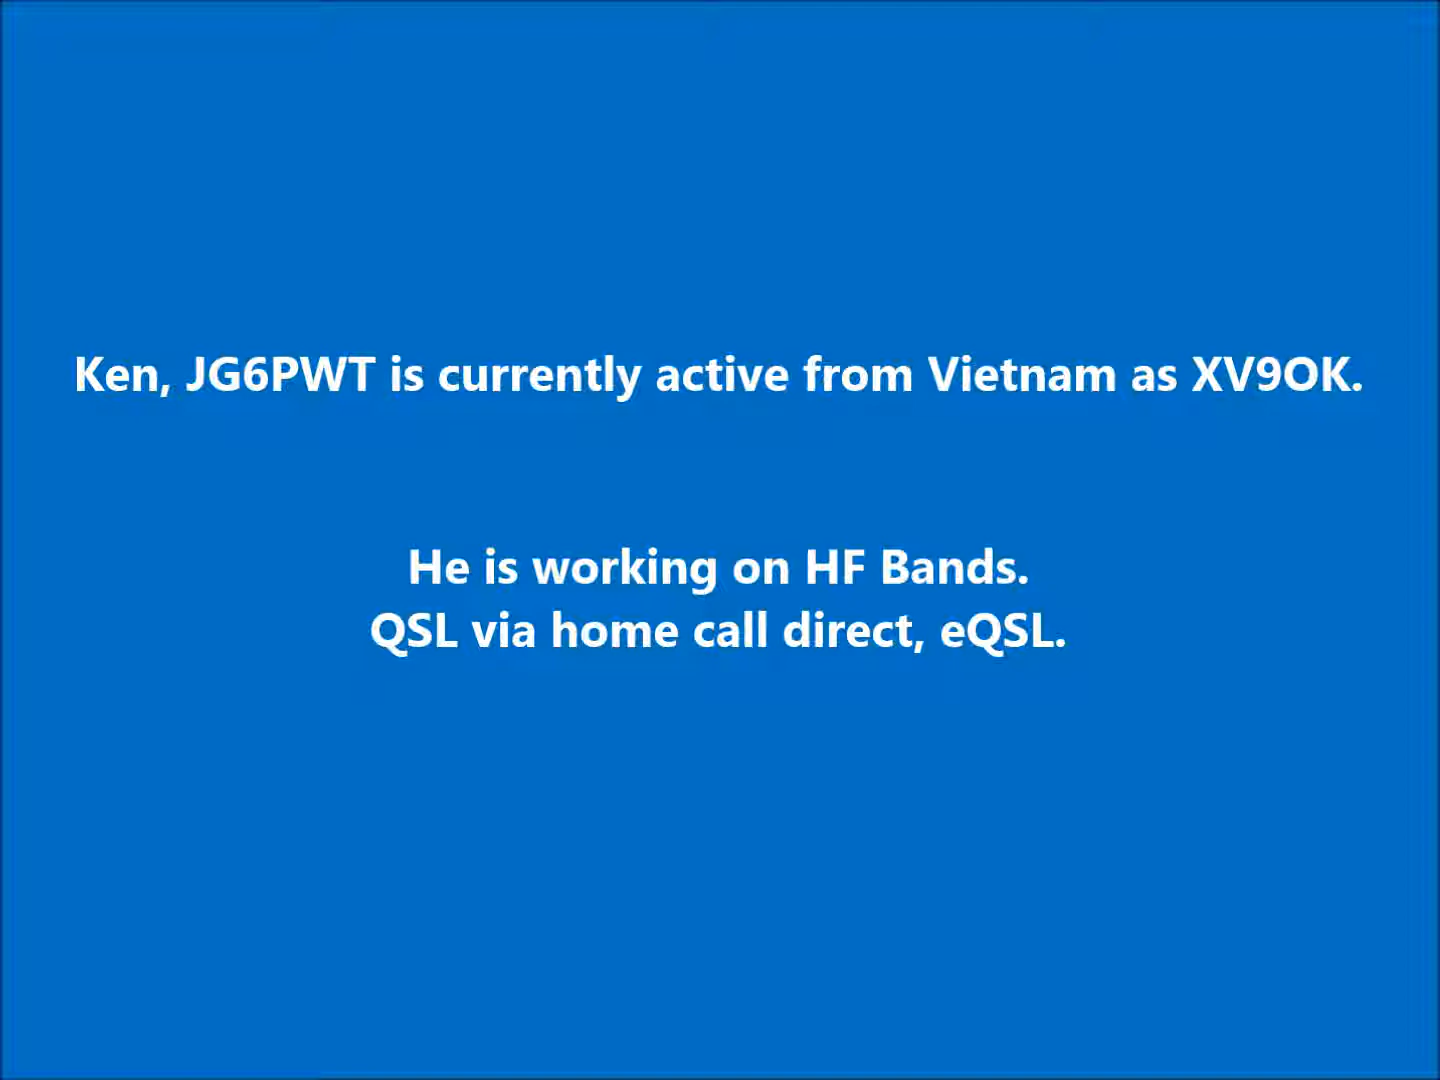 Ken, JG6PWT is currently active from Vietnam as XV9OK.
He is working on HF Bands.
QSL via home call direct, eQSL.